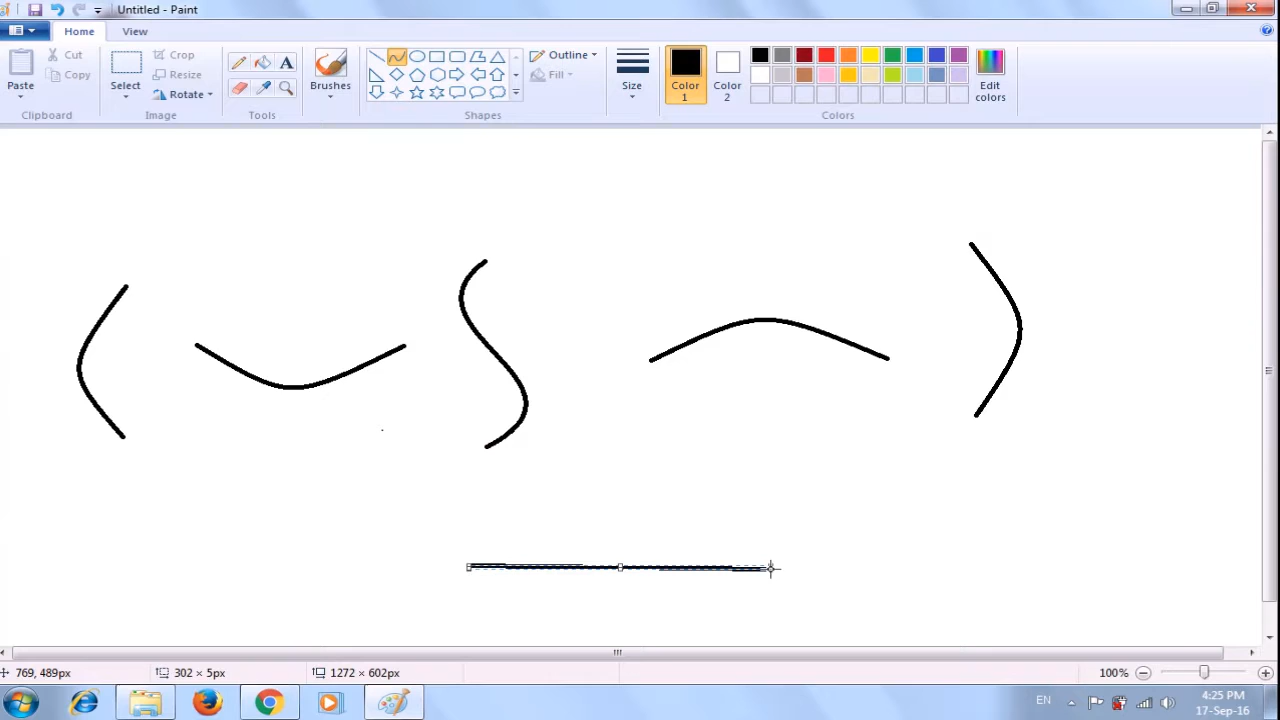 Untitled - Paint
Home View
Cut
Copy
Paste
Clipboard
Crop
Resize
Rotate
Select
Image
A
Tools
Brushes
Outline
Fill
Shapes
Size
Color 1
Color 2
Edit colors
Colors
769, 489px
302 × 5px
1272 × 602px
100%
EN
4:25 PM
17-Sep-16